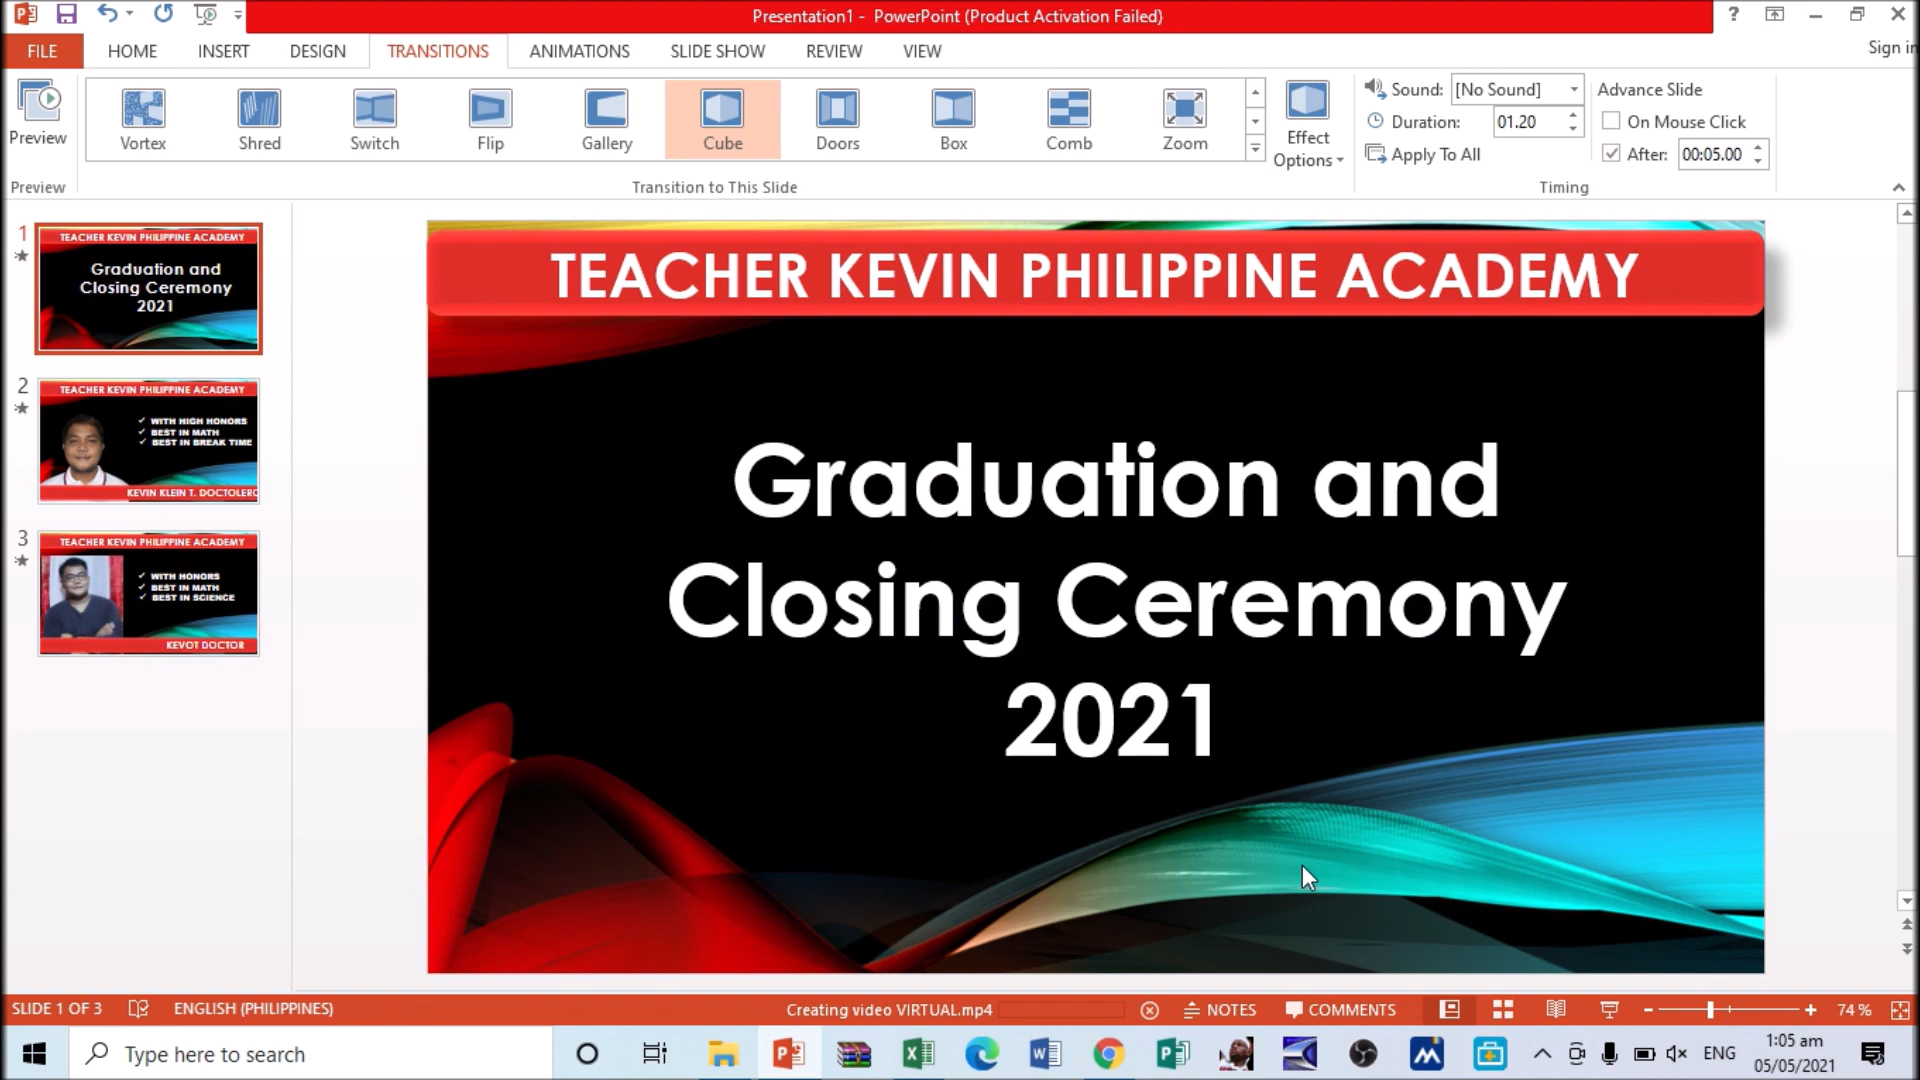 Presentation1 - PowerPoint (Product Activation Failed)
?
FILE HOME INSERT DESIGN TRANSITIONS ANIMATIONS SLIDE SHOW REVIEW VIEW Sign in
Preview
Vortex Shred Switch Flip Gallery Cube Doors Box Comb Zoom
Effect
Options
Sound: [No Sound]
Duration: 01.20
Apply To All
Advance Slide
On Mouse Click
After: 00:05.00
Preview Transition to This Slide Timing
1
TEACHER KEVIN PHILIPPINE ACADEMY
Graduation and
Closing Ceremony
2021
2
TEACHER KEVIN PHILIPPINE ACADEMY
✓ WITH HIGH HONORS
✓ BEST IN MATH
✓ BEST IN BREAK TIME
KEVIN KLEIN T. DOCTOLERO
3
TEACHER KEVIN PHILIPPINE ACADEMY
✓ WITH HONORS
✓ BEST IN MATH
✓ BEST IN SCIENCE
KEVOT DOCTOR
TEACHER KEVIN PHILIPPINE ACADEMY
Graduation and
Closing Ceremony
2021
SLIDE 1 OF 3 ENGLISH (PHILIPPINES) Creating video VIRTUAL.mp4 NOTES COMMENTS 74 %
Type here to search
ENG
1:05 am
05/05/2021